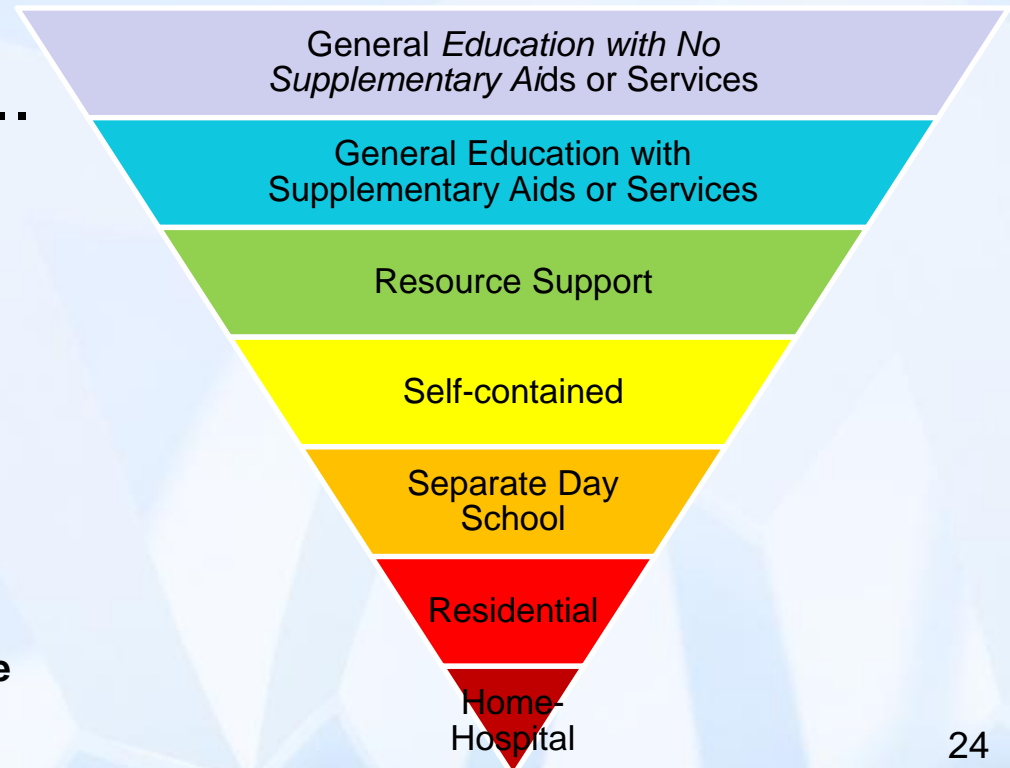 General Education with No
Supplementary Aids or Services
..
General Education with
Supplementary Aids or Services
Resource Support
Self-contained
Separate Day
School
Residential
e
Home-
Hospital
24